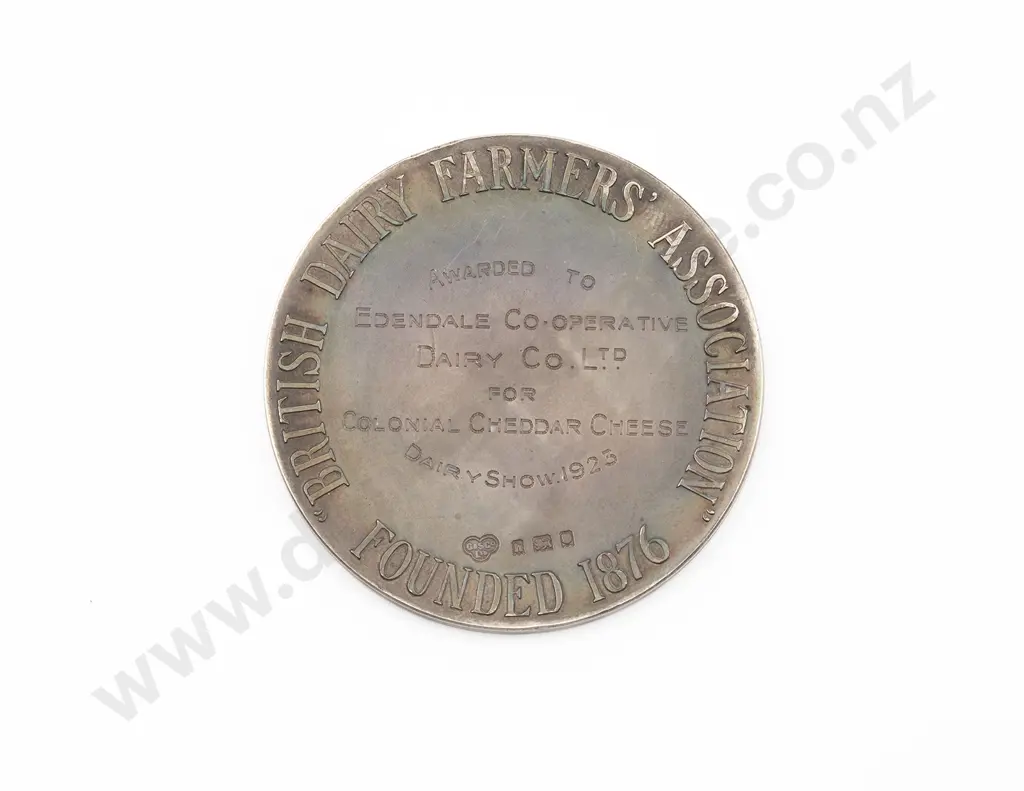 BRITISH DAIRY FARMERS' ASSOCIATION
AWARDED TO
EDENDALE CO-OPERATIVE
DAIRY CO. LTD
FOR
COLONIAL CHEDDAR CHEESE
DAIRY SHOW. 1923
FOUNDED 1876